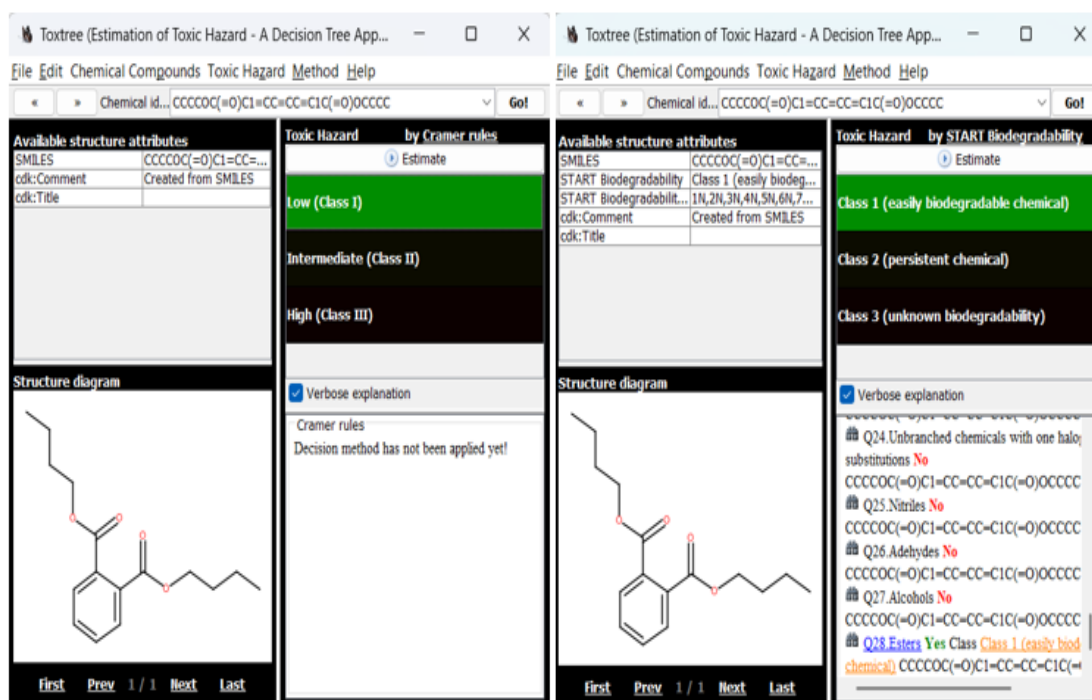 Toxtree (Estimation of Toxic Hazard - A Decision Tree App...
File Edit Chemical Compounds Toxic Hazard Method Help
« » Chemical id... CCCCOC(=O)C1=CC=CC=C1C(=O)OCCCC Go!
Available structure attributes
SMILES CCCCOC(=O)C1=CC=...
cdk:Comment Created from SMILES
cdk:Title
Structure diagram
O
O
O
O
First Prev 1 / 1 Next Last
Toxic Hazard by Cramer rules
Estimate
Low (Class I)
Intermediate (Class II)
High (Class III)
Verbose explanation
Cramer rules
Decision method has not been applied yet!
Toxtree (Estimation of Toxic Hazard - A Decision Tree App...
File Edit Chemical Compounds Toxic Hazard Method Help
« » Chemical id... CCCCOC(=O)C1=CC=CC=C1C(=O)OCCCC Go!
Available structure attributes
SMILES CCCCOC(=O)C1=CC=...
START Biodegradability Class 1 (easily biodeg...
START Biodegradabilit... 1N,2N,3N,4N,5N,6N,7...
cdk:Comment Created from SMILES
cdk:Title
Structure diagram
O
O
O
O
First Prev 1 / 1 Next Last
Toxic Hazard by START Biodegradability
Estimate
Class 1 (easily biodegradable chemical)
Class 2 (persistent chemical)
Class 3 (unknown biodegradability)
Verbose explanation
Q24.Unbranched chemicals with one halo
substitutions No
CCCCOC(=O)C1=CC=CC=C1C(=O)OCCCC
Q25.Nitriles No
CCCCOC(=O)C1=CC=CC=C1C(=O)OCCCC
Q26.Adehydes No
CCCCOC(=O)C1=CC=CC=C1C(=O)OCCCC
Q27.Alcohols No
CCCCOC(=O)C1=CC=CC=C1C(=O)OCCCC
Q28.Esters Yes Class Class 1 (easily biod
chemical) CCCCOC(=O)C1=CC=CC=C1C(=